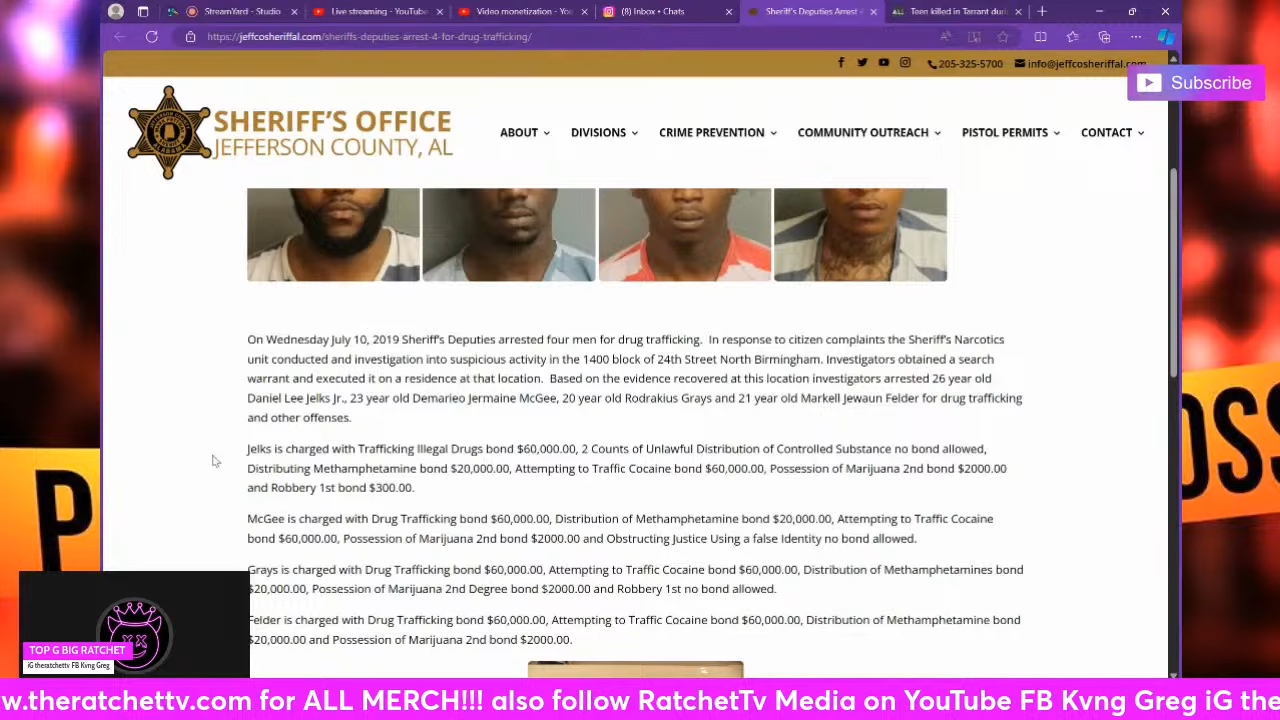 StreamYard - Studio
Live streaming - YouTube
Video monetization - You
(8) Inbox • Chats
Sheriff's Deputies Arrest 4
Teen killed in Tarrant duri
https://jeffcosheriffal.com/sheriffs-deputies-arrest-4-for-drug-trafficking/
205-325-5700
info@jeffcosheriffal.com
Subscribe
SHERIFF'S OFFICE
JEFFERSON COUNTY, AL
ABOUT
DIVISIONS
CRIME PREVENTION
COMMUNITY OUTREACH
PISTOL PERMITS
CONTACT
On Wednesday July 10, 2019 Sheriff's Deputies arrested four men for drug trafficking. In response to citizen complaints the Sheriff's Narcotics
unit conducted and investigation into suspicious activity in the 1400 block of 24th Street North Birmingham. Investigators obtained a search
warrant and executed it on a residence at that location. Based on the evidence recovered at this location investigators arrested 26 year old
Daniel Lee Jelks Jr., 23 year old Demarieo Jermaine McGee, 20 year old Rodrakius Grays and 21 year old Markell Jewaun Felder for drug trafficking
and other offenses.
Jelks is charged with Trafficking Illegal Drugs bond $60,000.00, 2 Counts of Unlawful Distribution of Controlled Substance no bond allowed,
Distributing Methamphetamine bond $20,000.00, Attempting to Traffic Cocaine bond $60,000.00, Possession of Marijuana 2nd bond $2000.00
and Robbery 1st bond $300.00.
McGee is charged with Drug Trafficking bond $60,000.00, Distribution of Methamphetamine bond $20,000.00, Attempting to Traffic Cocaine
bond $60,000.00, Possession of Marijuana 2nd bond $2000.00 and Obstructing Justice Using a false Identity no bond allowed.
Grays is charged with Drug Trafficking bond $60,000.00, Attempting to Traffic Cocaine bond $60,000.00, Distribution of Methamphetamines bond
$20,000.00, Possession of Marijuana 2nd Degree bond $2000.00 and Robbery 1st no bond allowed.
Felder is charged with Drug Trafficking bond $60,000.00, Attempting to Traffic Cocaine bond $60,000.00, Distribution of Methamphetamine bond
$20,000.00 and Possession of Marijuana 2nd bond $2000.00.
TOP G BIG RATCHET
iG theratchettv FB Kvng Greg
w.theratchettv.com for ALL MERCH!!! also follow RatchetTv Media on YouTube FB Kvng Greg iG the
P
OSS